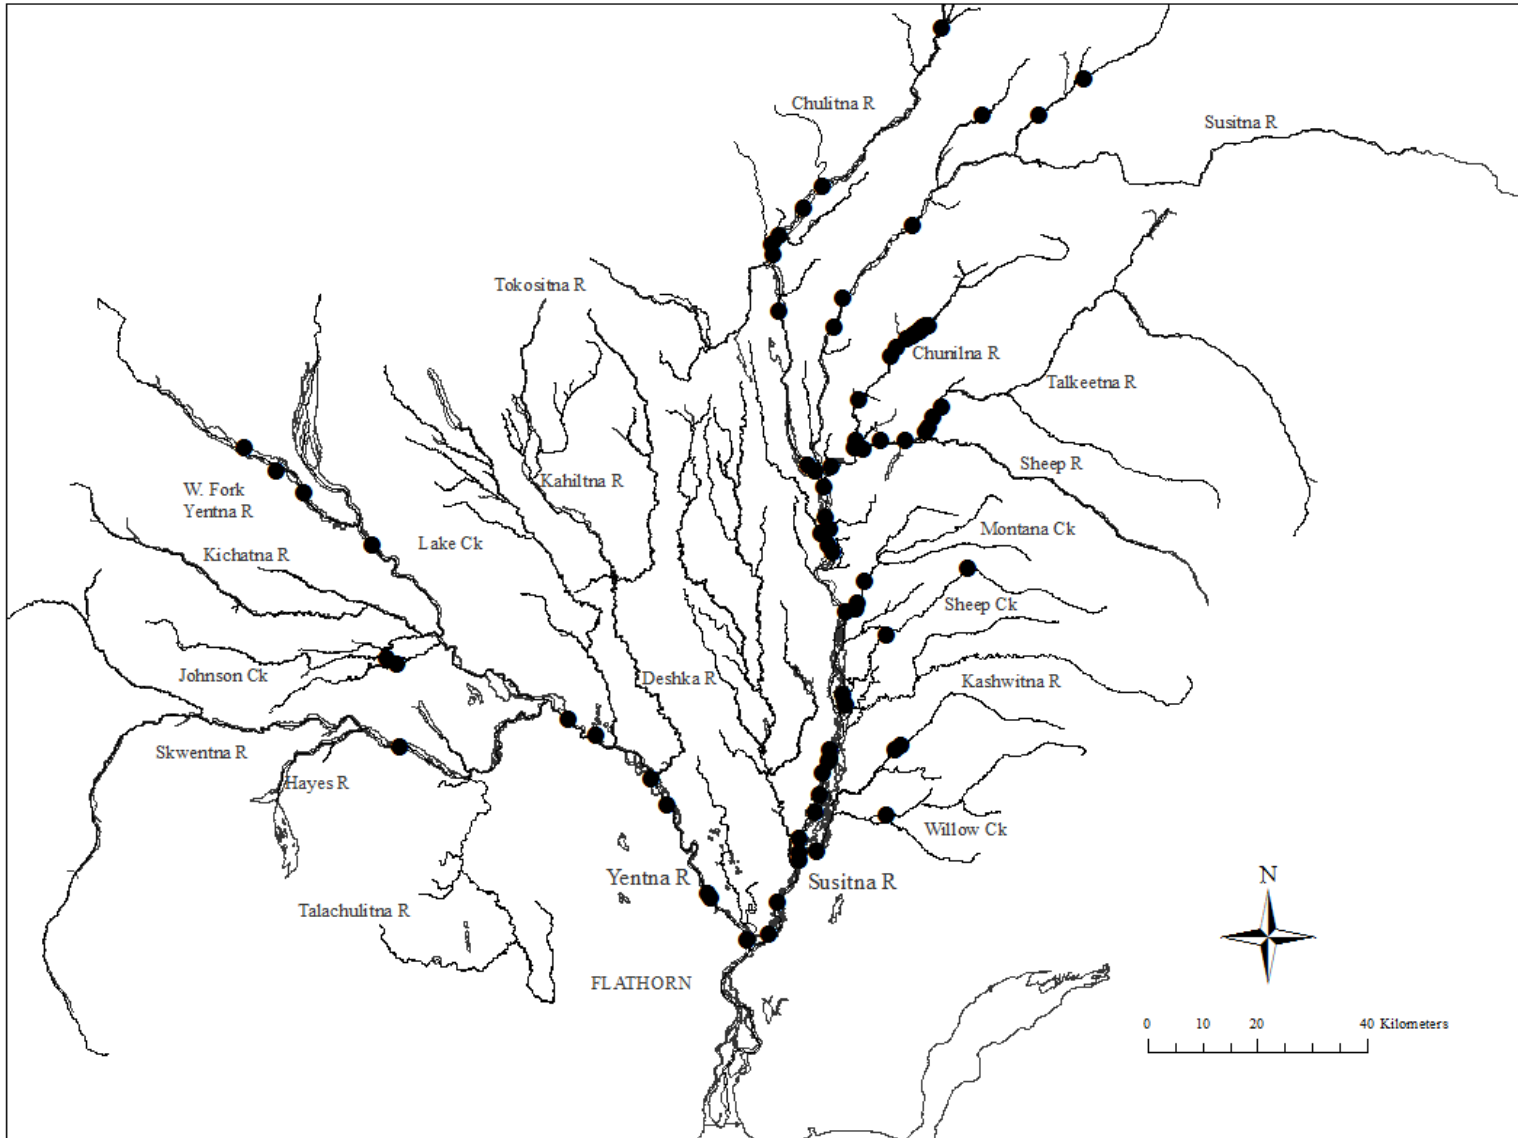 Chulitna R
Susitna R
Tokositna R
Chunilna R
Talkeetna R
Kahiltna R
Sheep R
W. Fork
Yentna R
Montana Ck
Lake Ck
Kichatna R
Sheep Ck
Johnson Ck
Deshka R
Kashwitna R
Skwentna R
Hayes R
Willow Ck
Yentna R
Susitna R
N
Talachulitna R
FLATHORN
0 10 20 40 Kilometers